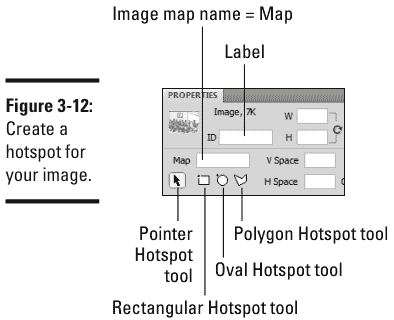 Image map name = Map
Label
Figure 3-12:
Create a
hotspot for
your image.
PROPERTIES
Image, 7K
W
ID
H
Map
V Space
H Space
Pointer
Hotspot
tool
Polygon Hotspot tool
Oval Hotspot tool
Rectangular Hotspot tool